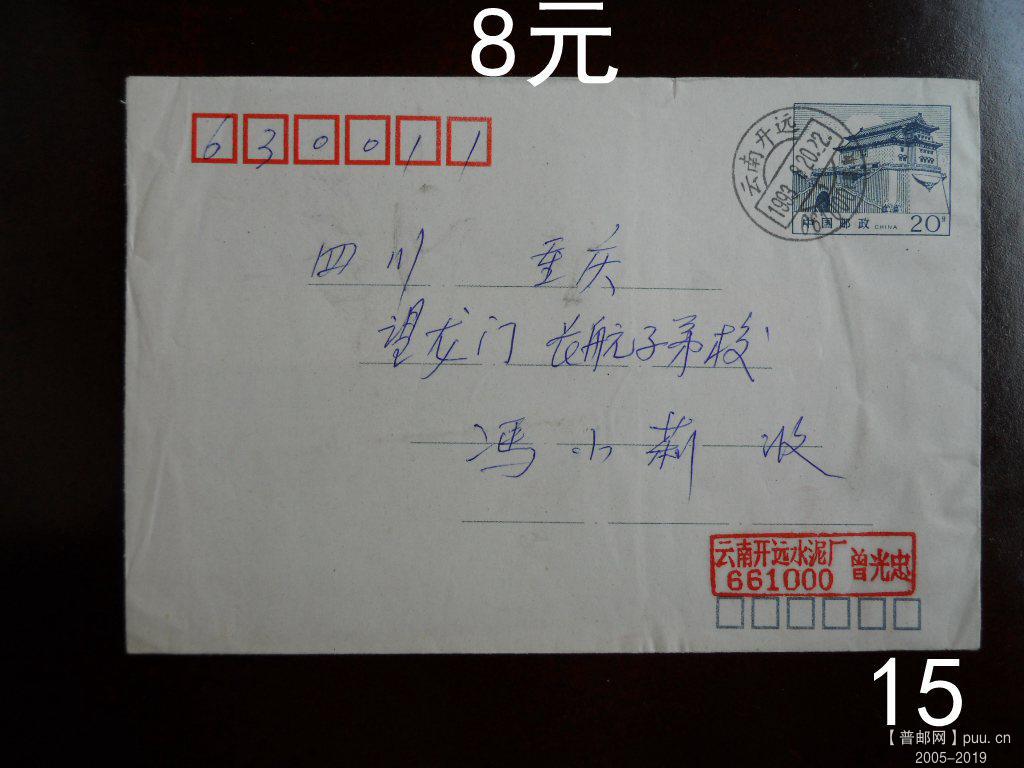 8元
630011
云南开远
1993.
20.22
中国邮政 CHINA 20分
四川 重庆
望龙门 长航子弟校
冯小莉 收
云南开远水泥厂 曾光忠
661000
15
【普邮网】puu.cn
2005-2019